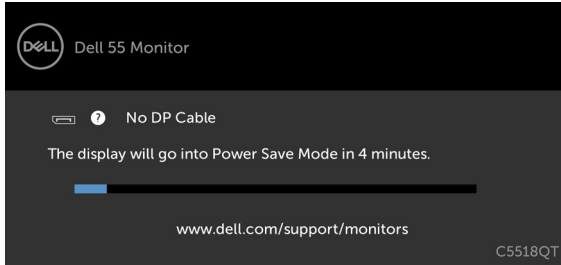 DELL
Dell 55 Monitor
? No DP Cable
The display will go into Power Save Mode in 4 minutes.
www.dell.com/support/monitors
C5518QT